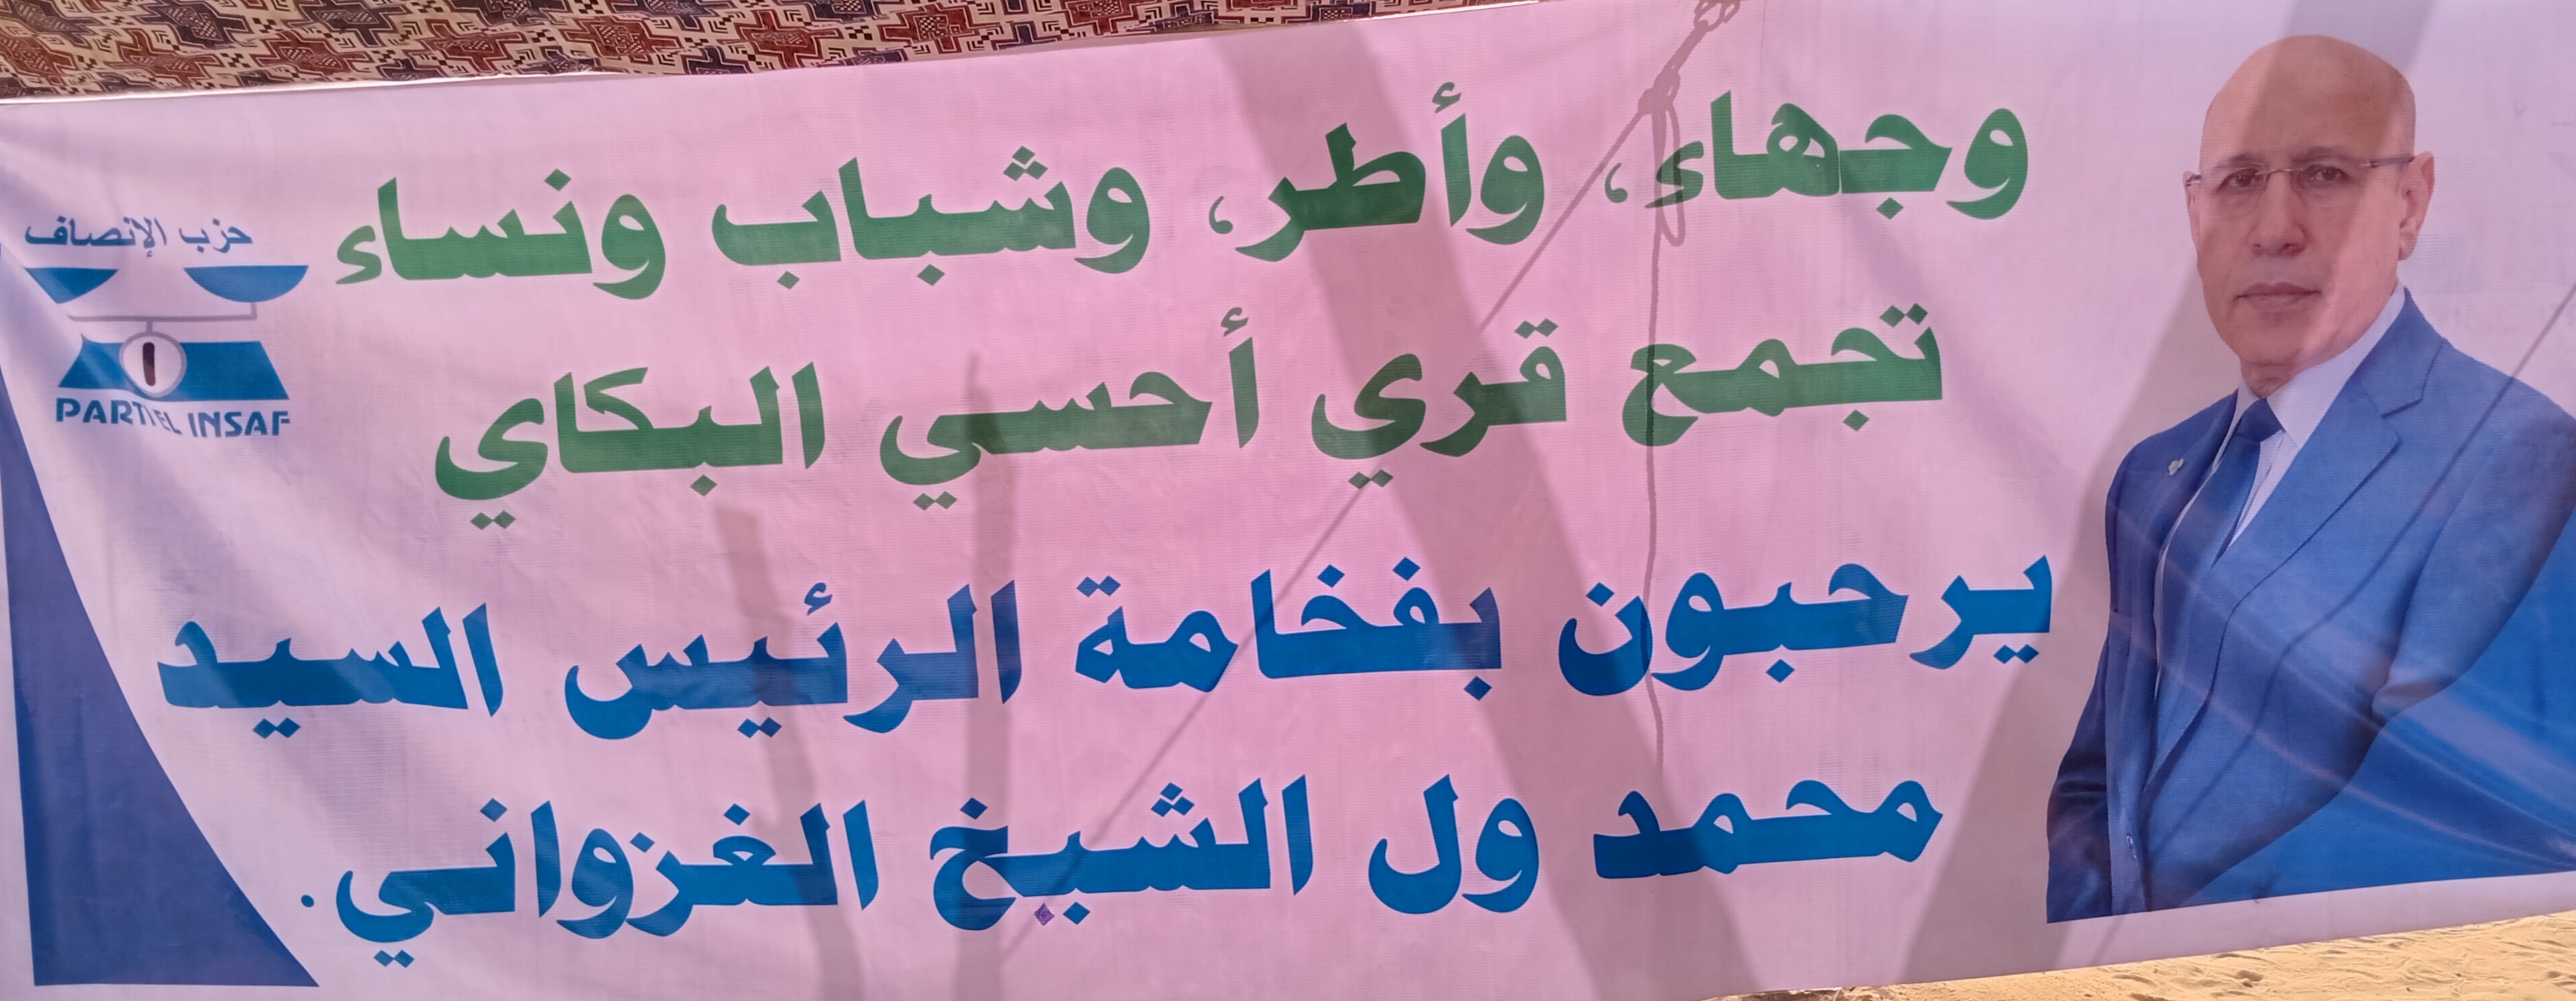 وجهاء، وأطر، وشباب ونساء
تجمع قري أحسي البكاي
يرحبون بفخامة الرئيس السيد
محمد ول الشيخ الغزواني.
حزب الإنصاف
PARTI EL INSAF